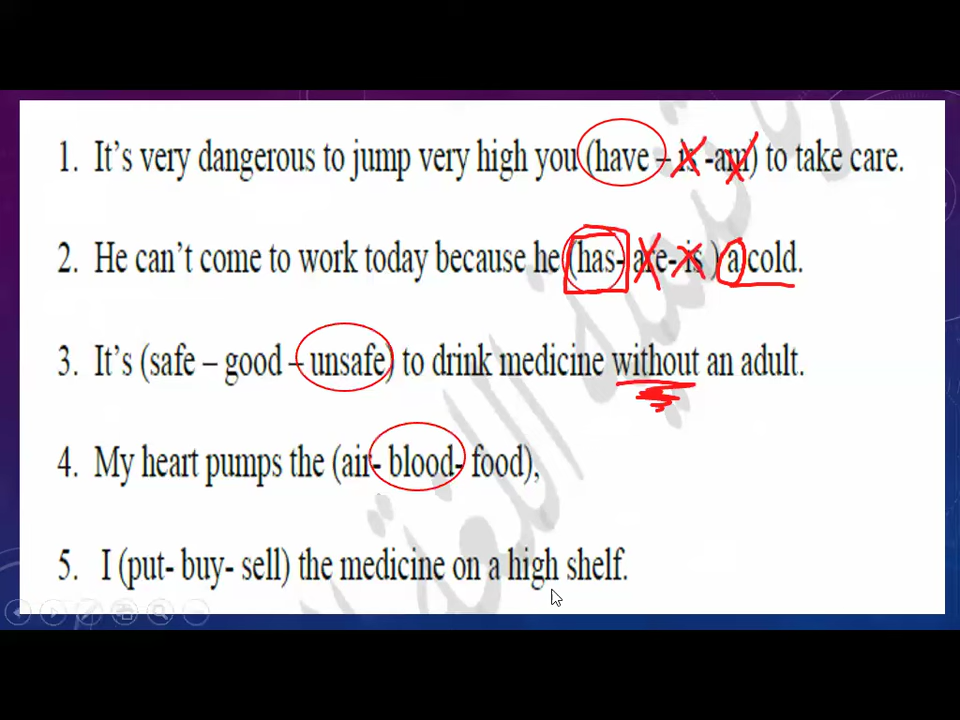 1. It's very dangerous to jump very high you (have – is -am) to take care.
2. He can't come to work today because he (has- are- is ) a cold.
3. It's (safe – good – unsafe) to drink medicine without an adult.
4. My heart pumps the (air- blood- food),
5. I (put- buy- sell) the medicine on a high shelf.